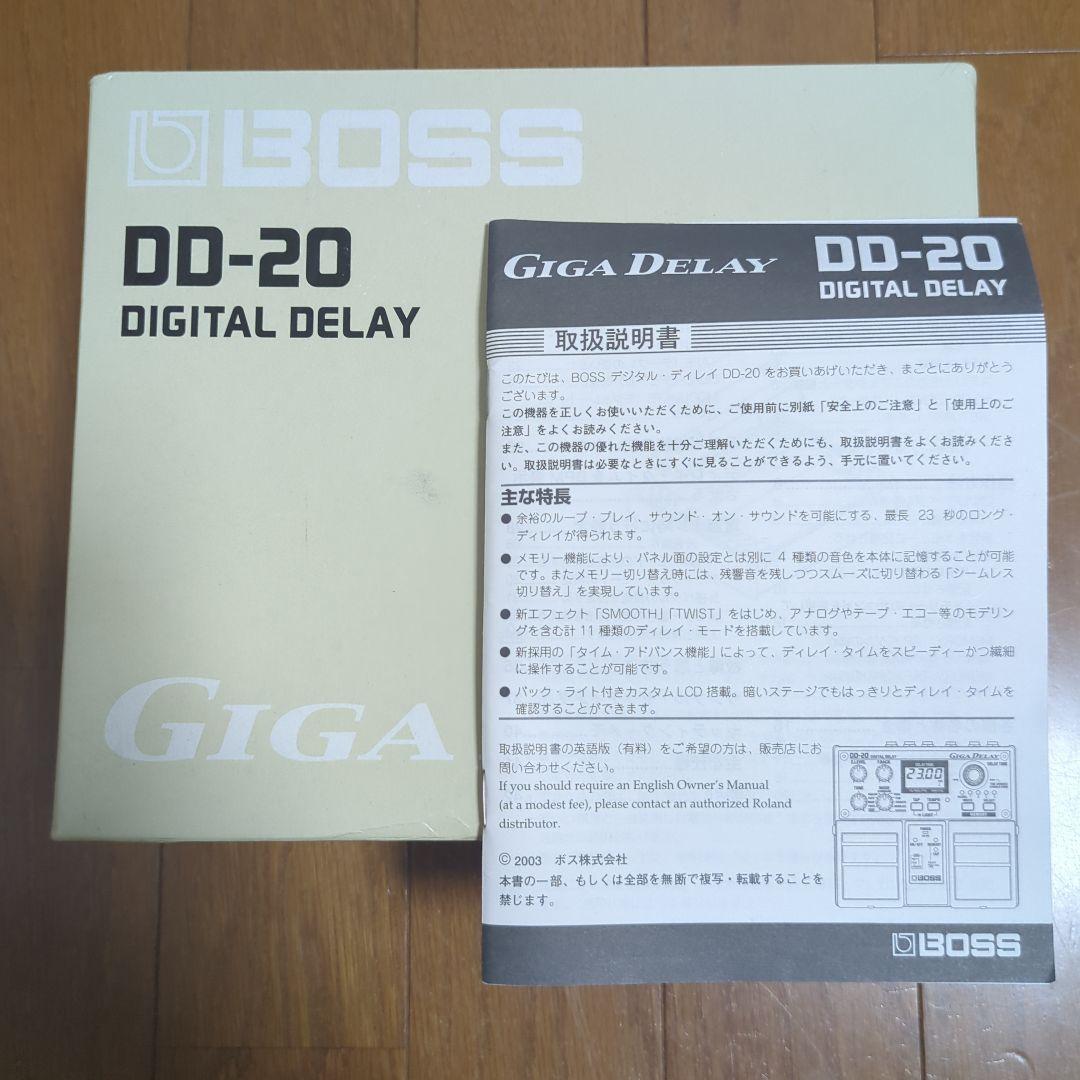 BOSS
DD-20
DIGITAL DELAY
GIGA
GIGA DELAY
DD-20
DIGITAL DELAY
取扱説明書
このたびは、BOSS デジタル・ディレイ DD-20 をお買いあげいただき、まことにありがとう
ございます。
この機器を正しくお使いいただくために、ご使用前に別紙「安全上のご注意」と「使用上のご
注意」をよくお読みください。
また、この機器の優れた機能を十分ご理解いただくためにも、取扱説明書をよくお読みくださ
い。取扱説明書は必要なときにすぐに見ることができるよう、手元に置いてください。
主な特長
● 余裕のループ・プレイ、サウンド・オン・サウンドを可能にする、最長 23 秒のロング・
ディレイが得られます。
● メモリー機能により、パネル面の設定とは別に 4 種類の音色を本体に記憶することが可能
です。またメモリー切り替え時には、残響音を残しつつスムーズに切り替わる「シームレス
切り替え」を実現しています。
● 新エフェクト「SMOOTH」「TWIST」をはじめ、アナログやテープ・エコー等のモデリン
グを含む計 11 種類のディレイ・モードを搭載しています。
● 新採用の「タイム・アドバンス機能」によって、ディレイ・タイムをスピーディーかつ繊細
に操作することが可能です。
● バック・ライト付きカスタム LCD 搭載。暗いステージでもはっきりとディレイ・タイムを
確認することができます。
取扱説明書の英語版（有料）をご希望の方は、販売店にお
問い合わせください。
If you should require an English Owner's Manual
(at a modest fee), please contact an authorized Roland
distributor.
© 2003 ボス株式会社
本書の一部、もしくは全部を無断で複写・転載することを
禁じます。
DD-20 DIGITAL DELAY
GIGA DELAY
E.LEVEL
F.BACK
23.00
DELAY TIME
TONE
MODE
TAP
TEMPO
WRITE
SELECT
BOSS
BOSS